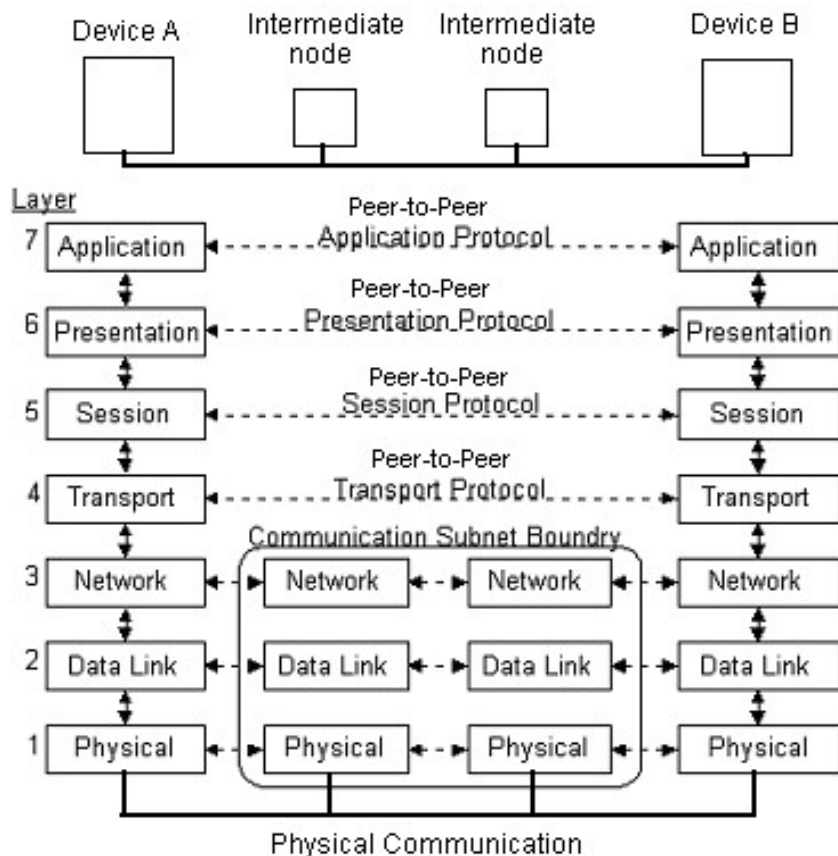 Device A
Intermediate
node
Intermediate
node
Device B
Layer
Peer-to-Peer
7 Application Application Protocol Application
Peer-to-Peer
6 Presentation Presentation Protocol Presentation
Peer-to-Peer
5 Session Session Protocol Session
Peer-to-Peer
4 Transport Transport Protocol Transport
Communication Subnet Boundry
3 Network Network Network Network
2 Data Link Data Link Data Link Data Link
1 Physical Physical Physical Physical
Physical Communication